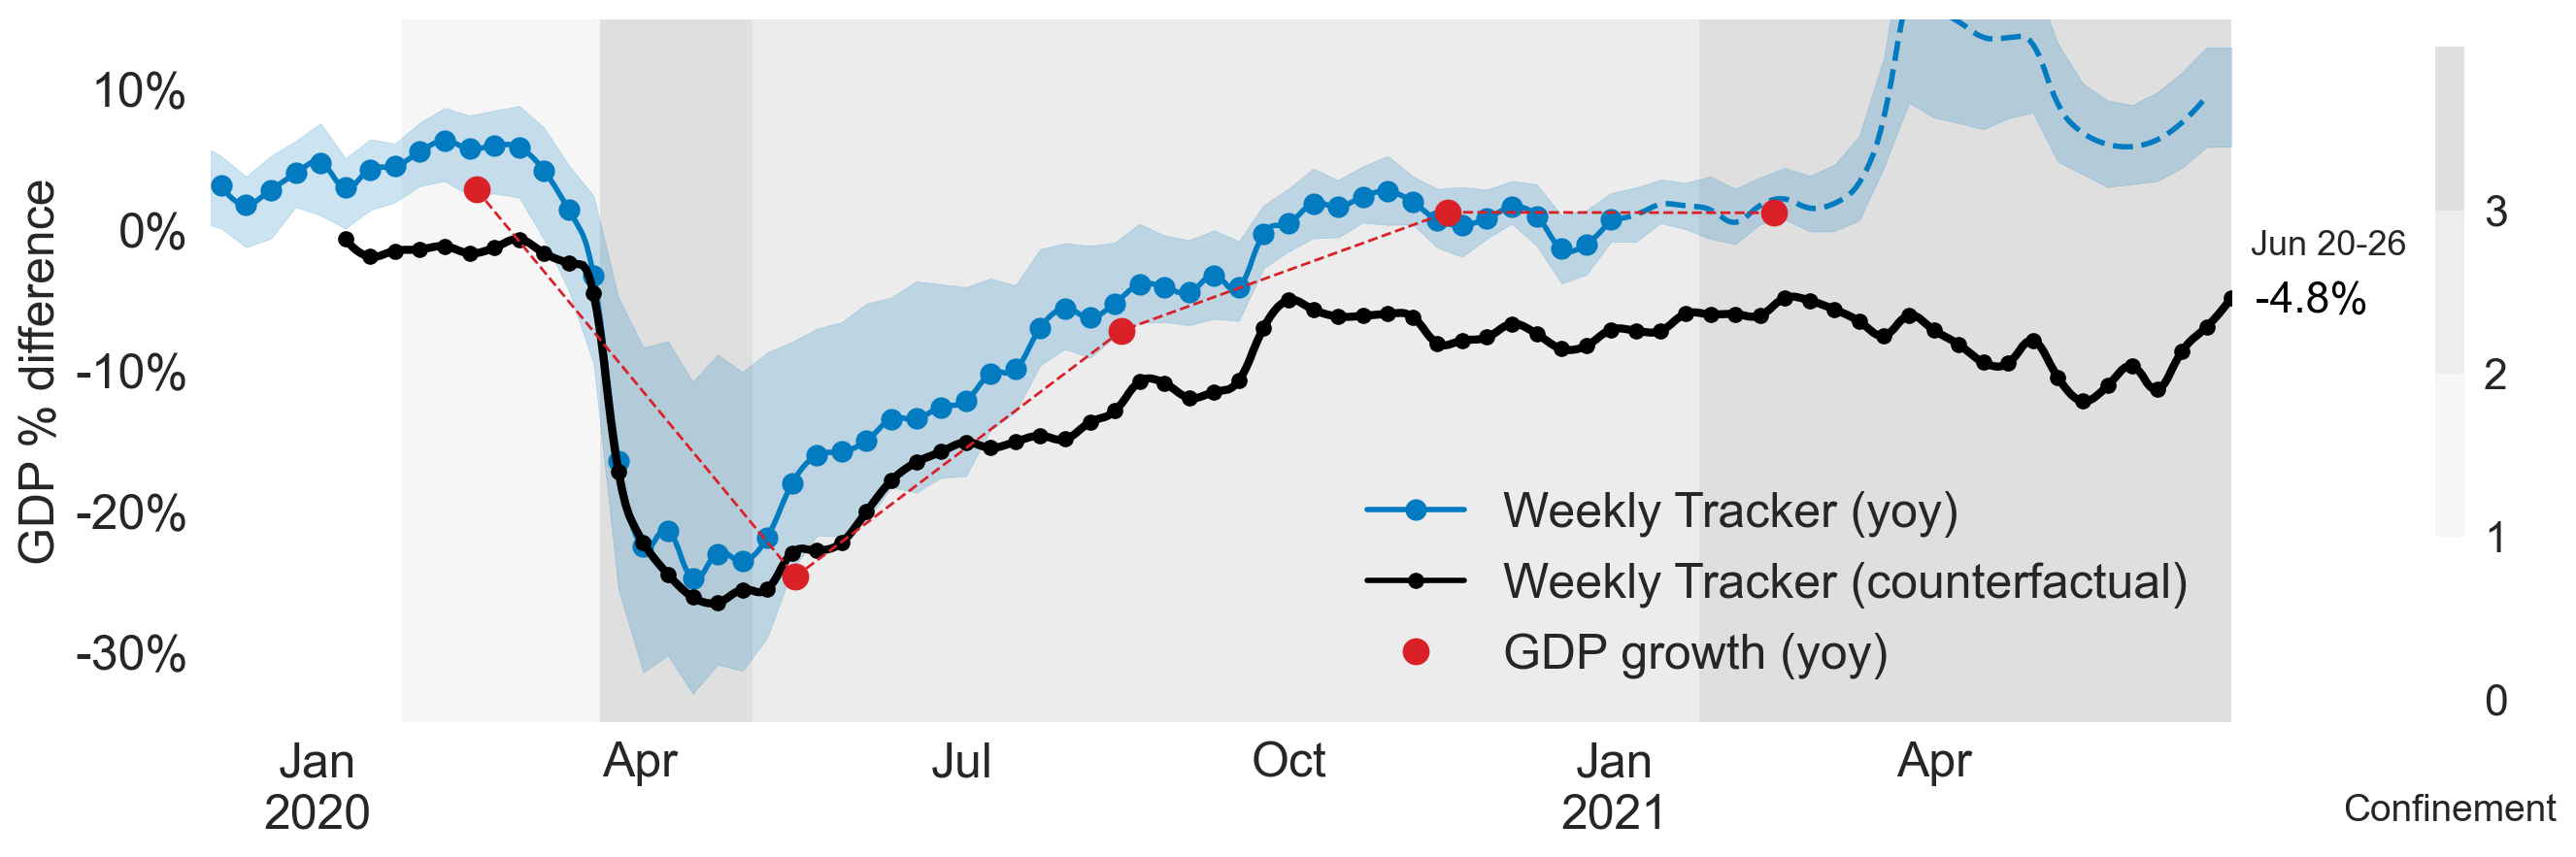 GDP % difference
10%
0%
-10%
-20%
-30%
Jan
2020
Apr
Jul
Oct
Jan
2021
Apr
Weekly Tracker (yoy)
Weekly Tracker (counterfactual)
GDP growth (yoy)
Jun 20-26
-4.8%
3
2
1
0
Confinement